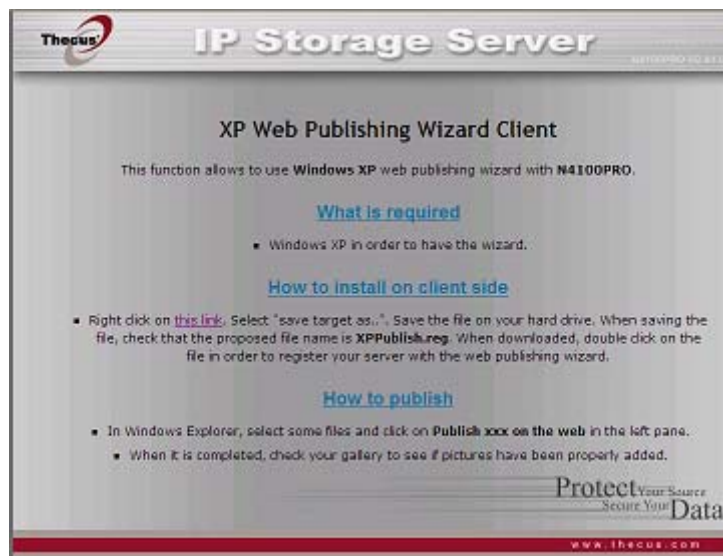 Thecus
IP Storage Server
XP Web Publishing Wizard Client
This function allows to use Windows XP web publishing wizard with N4100PRO.
What is required
▪ Windows XP in order to have the wizard.
How to install on client side
▪ Right click on this link. Select "save target as..". Save the file on your hard drive. When saving the
file, check that the proposed file name is XPPublish.reg. When downloaded, double click on the
file in order to register your server with the web publishing wizard.
How to publish
▪ In Windows Explorer, select some files and click on Publish xxx on the web in the left pane.
▪ When it is completed, check your gallery to see if pictures have been properly added.
Protect Your Source
Secure Your Data
www.thecus.com